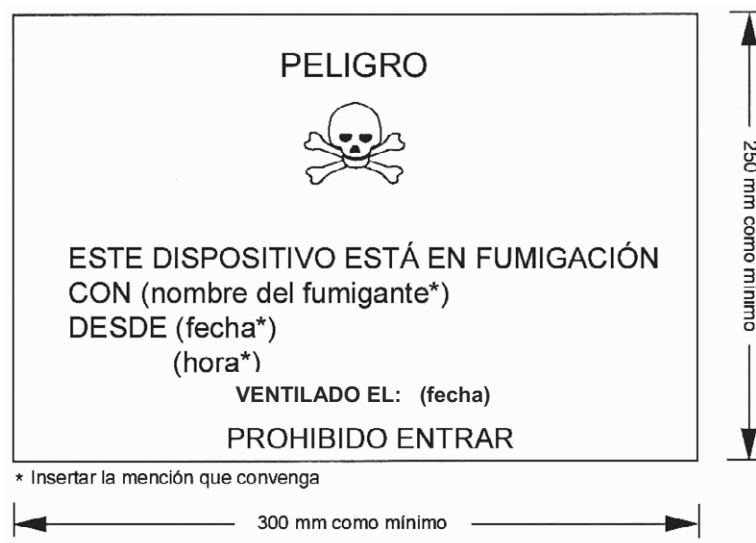 PELIGRO
ESTE DISPOSITIVO ESTÁ EN FUMIGACIÓN
CON (nombre del fumigante*)
DESDE (fecha*)
(hora*)
VENTILADO EL: (fecha)
PROHIBIDO ENTRAR
* Insertar la mención que convenga
300 mm como mínimo
250 mm como mínimo